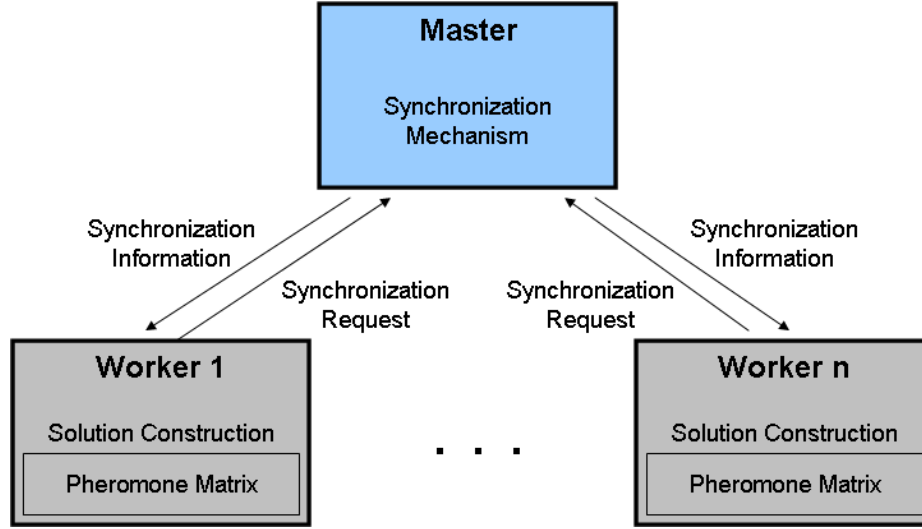 Master
Synchronization
Mechanism
Synchronization
Information
Synchronization
Request
Synchronization
Request
Synchronization
Information
Worker 1
Solution Construction
Pheromone Matrix
. . .
Worker n
Solution Construction
Pheromone Matrix